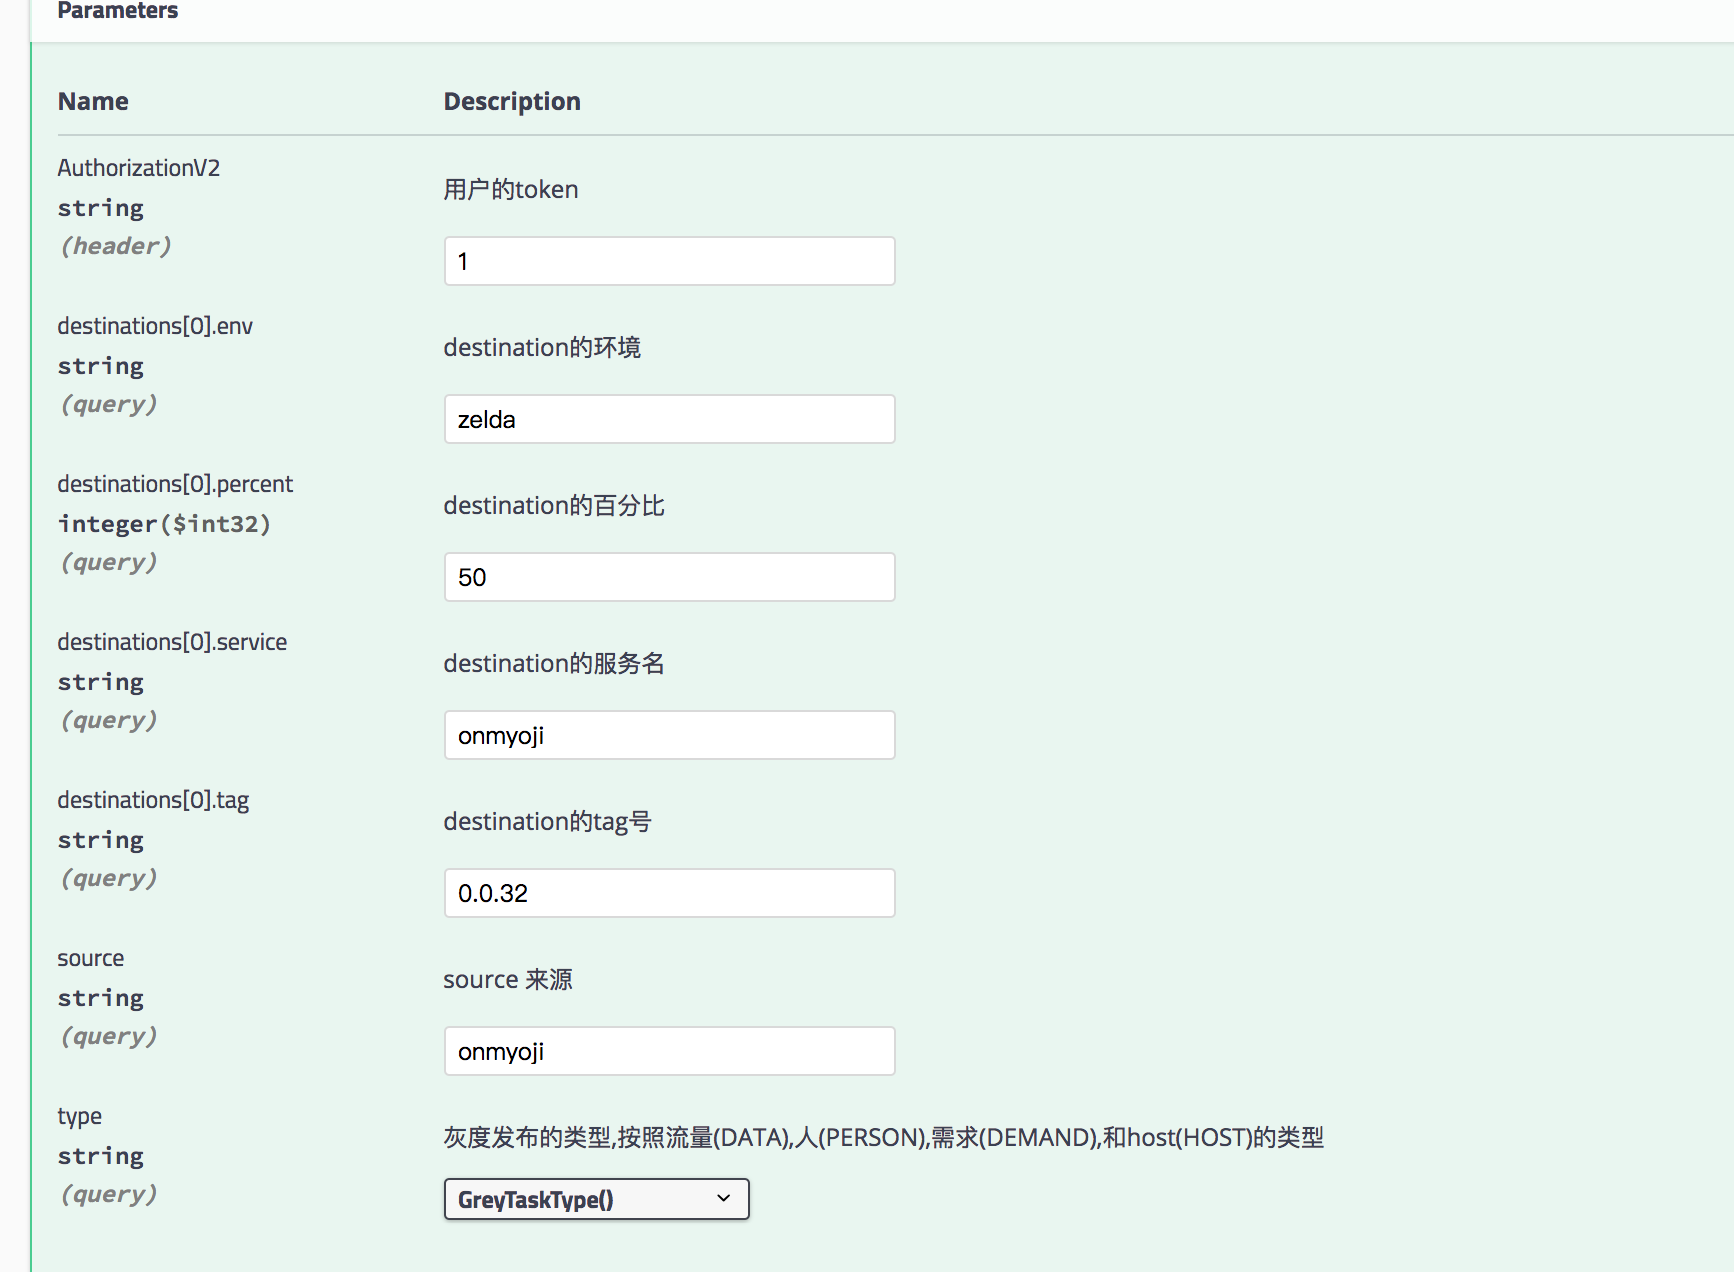 Parameters
Name Description
AuthorizationV2
string
(header)
用户的token
1
destinations[0].env
string
(query)
destination的环境
zelda
destinations[0].percent
integer($int32)
(query)
destination的百分比
50
destinations[0].service
string
(query)
destination的服务名
onmyoji
destinations[0].tag
string
(query)
destination的tag号
0.0.32
source
string
(query)
source 来源
onmyoji
type
string
(query)
灰度发布的类型,按照流量(DATA),人(PERSON),需求(DEMAND),和host(HOST)的类型
GreyTaskType()